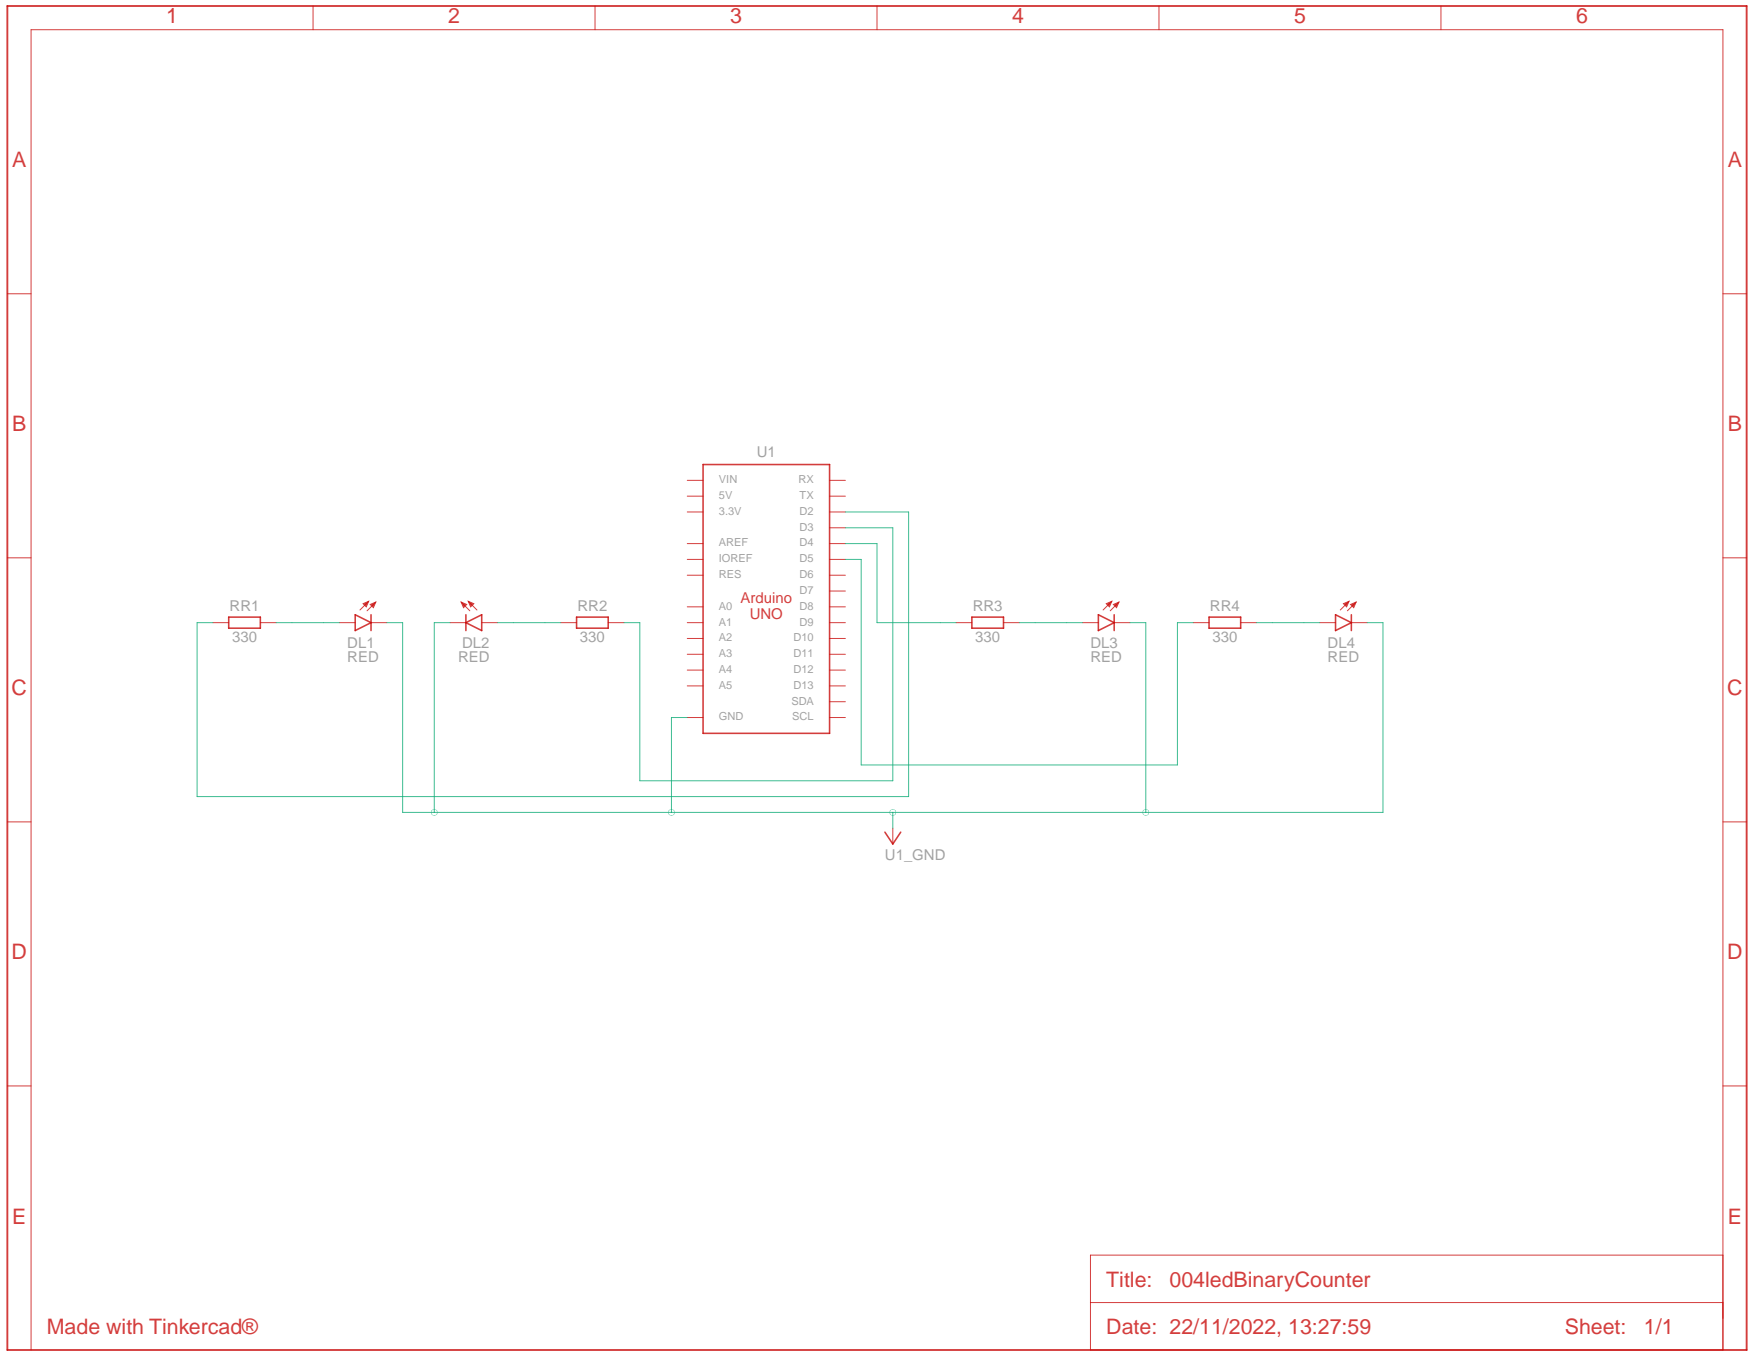 1 2 3 4 5 6
A A
B B
U1
VIN RX
5V TX
3.3V D2
D3
AREF D4
IOREF D5
RES D6
D7
Arduino
UNO
A0 D8
A1 D9
A2 D10
A3 D11
A4 D12
A5 D13
SDA
GND SCL
RR1
330
DL1
RED
DL2
RED
RR2
330
RR3
330
DL3
RED
RR4
330
DL4
RED
C C
U1_GND
D D
E E
Title: 004ledBinaryCounter
Date: 22/11/2022, 13:27:59 Sheet: 1/1
Made with Tinkercad®